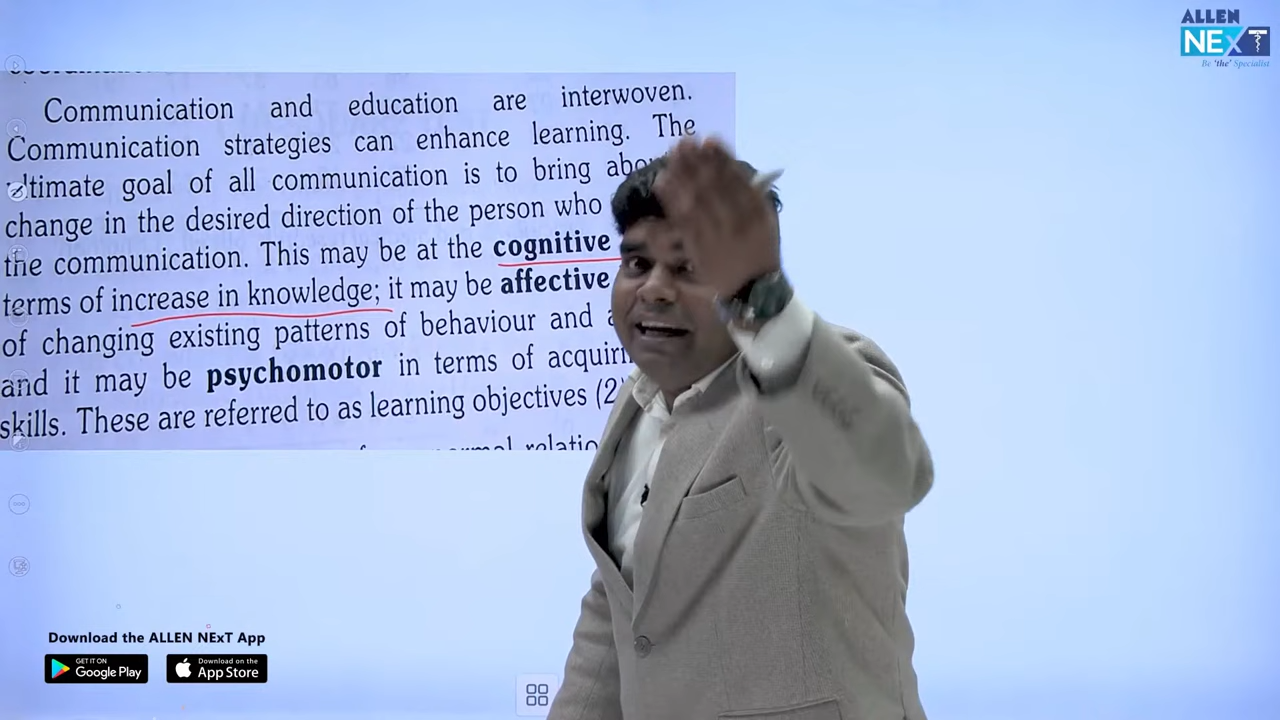 ALLEN
NExT
Be 'the' Specialist
Communication and education are interwoven.
Communication strategies can enhance learning. The
ultimate goal of all communication is to bring
change in the desired direction of the person who
the communication. This may be at the cognitive
terms of increase in knowledge; it may be affective
of changing existing patterns of behaviour and
and it may be psychomotor in terms of
skills. These are referred to as learning objectives (2
relatio
Download the ALLEN NExT App
GET IT ON
Google Play
Download on the
App Store